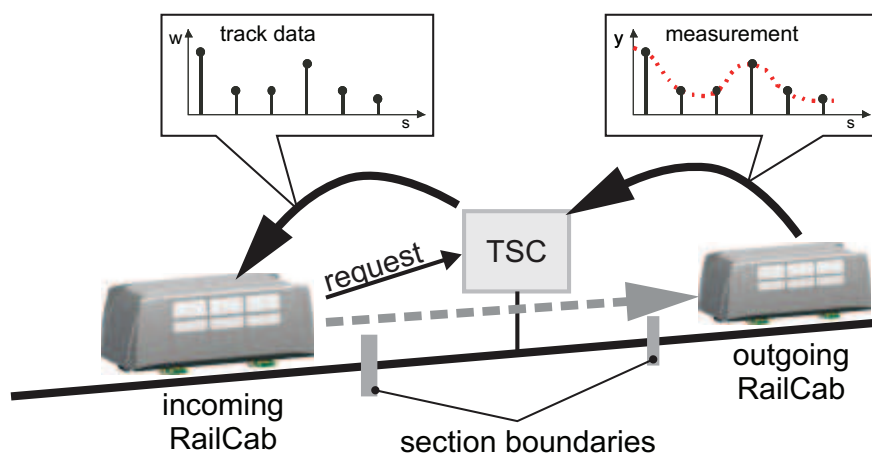 w
track data
s
y
measurement
s
TSC
request
incoming
RailCab
outgoing
RailCab
section boundaries